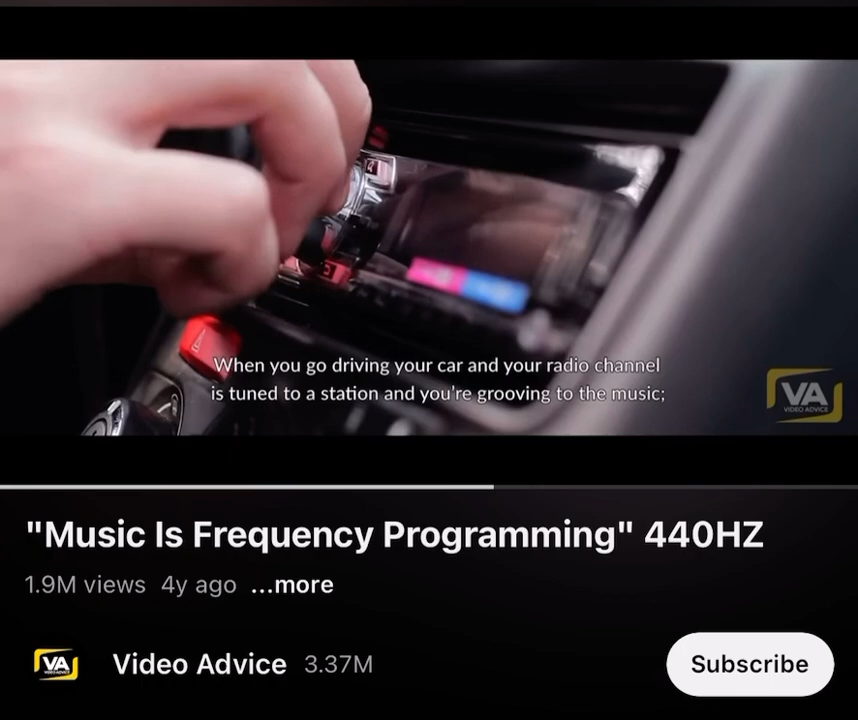 When you go driving your car and your radio channel
is tuned to a station and you're grooving to the music;
VA
VIDEO ADVICE
"Music Is Frequency Programming" 440HZ
1.9M views 4y ago ...more
VA
Video Advice 3.37M Subscribe